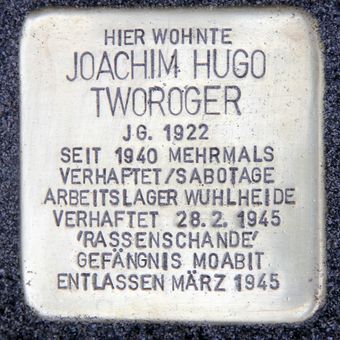 HIER WOHNTE
JOACHIM HUGO
TWOROGER
JG. 1922
SEIT 1940 MEHRMALS
VERHAFTET/SABOTAGE
ARBEITSLAGER WUHLHEIDE
VERHAFTET 28.2.1945
'RASSENSCHANDE'
GEFÄNGNIS MOABIT
ENTLASSEN MÄRZ 1945